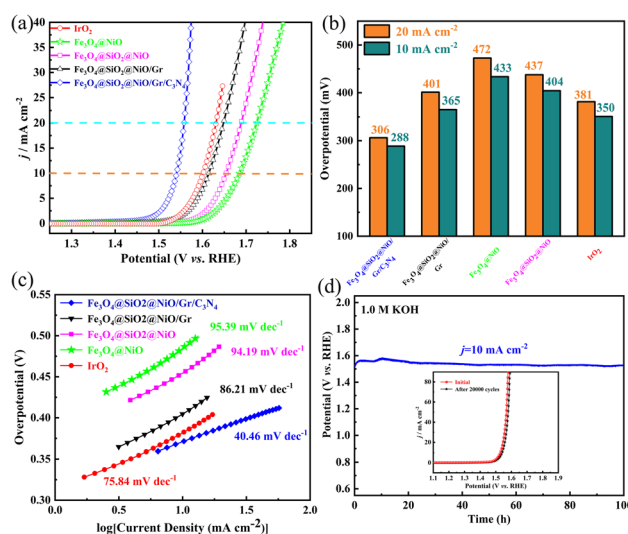 (a)
IrO₂
Fe₃O₄@NiO
Fe₃O₄@SiO₂@NiO
Fe₃O₄@SiO₂@NiO/Gr
Fe₃O₄@SiO₂@NiO/Gr/C₃N₄
j / mA cm⁻²
40
35
30
25
20
15
10
5
0
1.3 1.4 1.5 1.6 1.7 1.8
Potential (V vs. RHE)
(b)
20 mA cm⁻²
10 mA cm⁻²
Overpotential (mV)
500
400
300
200
100
306
288
401
365
472
433
437
404
381
350
Fe₃O₄@SiO₂@NiO/
Gr/C₃N₄
Fe₃O₄@SiO₂@NiO/
Gr
Fe₃O₄@NiO
Fe₃O₄@SiO₂@NiO
IrO₂
(c)
Fe₃O₄@SiO2@NiO/Gr/C₃N₄
Fe₃O₄@SiO2@NiO/Gr
Fe₃O₄@SiO2@NiO
Fe₃O₄@NiO
IrO₂
95.39 mV dec⁻¹
94.19 mV dec⁻¹
86.21 mV dec⁻¹
40.46 mV dec⁻¹
75.84 mV dec⁻¹
Overpotential (V)
0.55
0.50
0.45
0.40
0.35
0.30
0.0 0.5 1.0 1.5 2.0
log[Current Density (mA cm⁻²)]
(d)
1.0 M KOH
j=10 mA cm⁻²
Potential (V vs. RHE)
2.0
1.8
1.6
1.4
1.2
1.0
0.8
0.6
0 20 40 60 80 100
Time (h)
Initial
After 20000 cycles
j / mA cm⁻²
80
60
40
20
0
1.1 1.2 1.3 1.4 1.5 1.6 1.7 1.8 1.9
Potential (V vs. RHE)